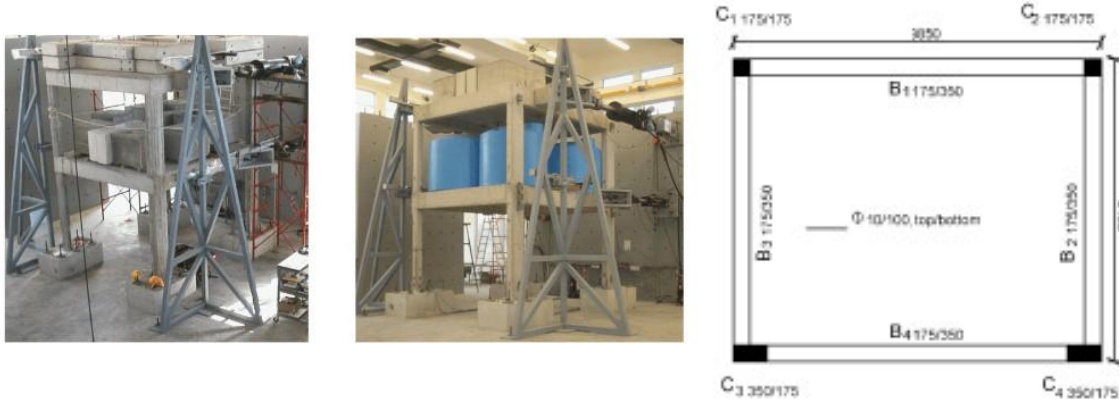 C1 175/175
C2 175/175
3850
B1 175/350
B3 175/350
Φ 10/100, top/bottom
B2 175/350
B4 175/350
C3 350/175
C4 350/175